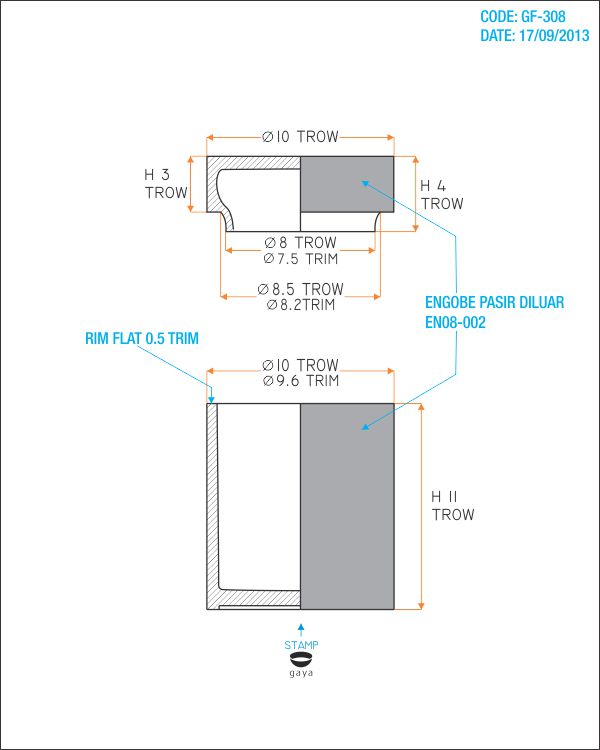 CODE: GF-308
DATE: 17/09/2013
Ø10 TROW
H 3
TROW
H 4
TROW
Ø8 TROW
Ø7.5 TRIM
Ø8.5 TROW
Ø8.2TRIM
ENGOBE PASIR DILUAR
EN08-002
RIM FLAT 0.5 TRIM
Ø10 TROW
Ø9.6 TRIM
H 11
TROW
STAMP
gaya